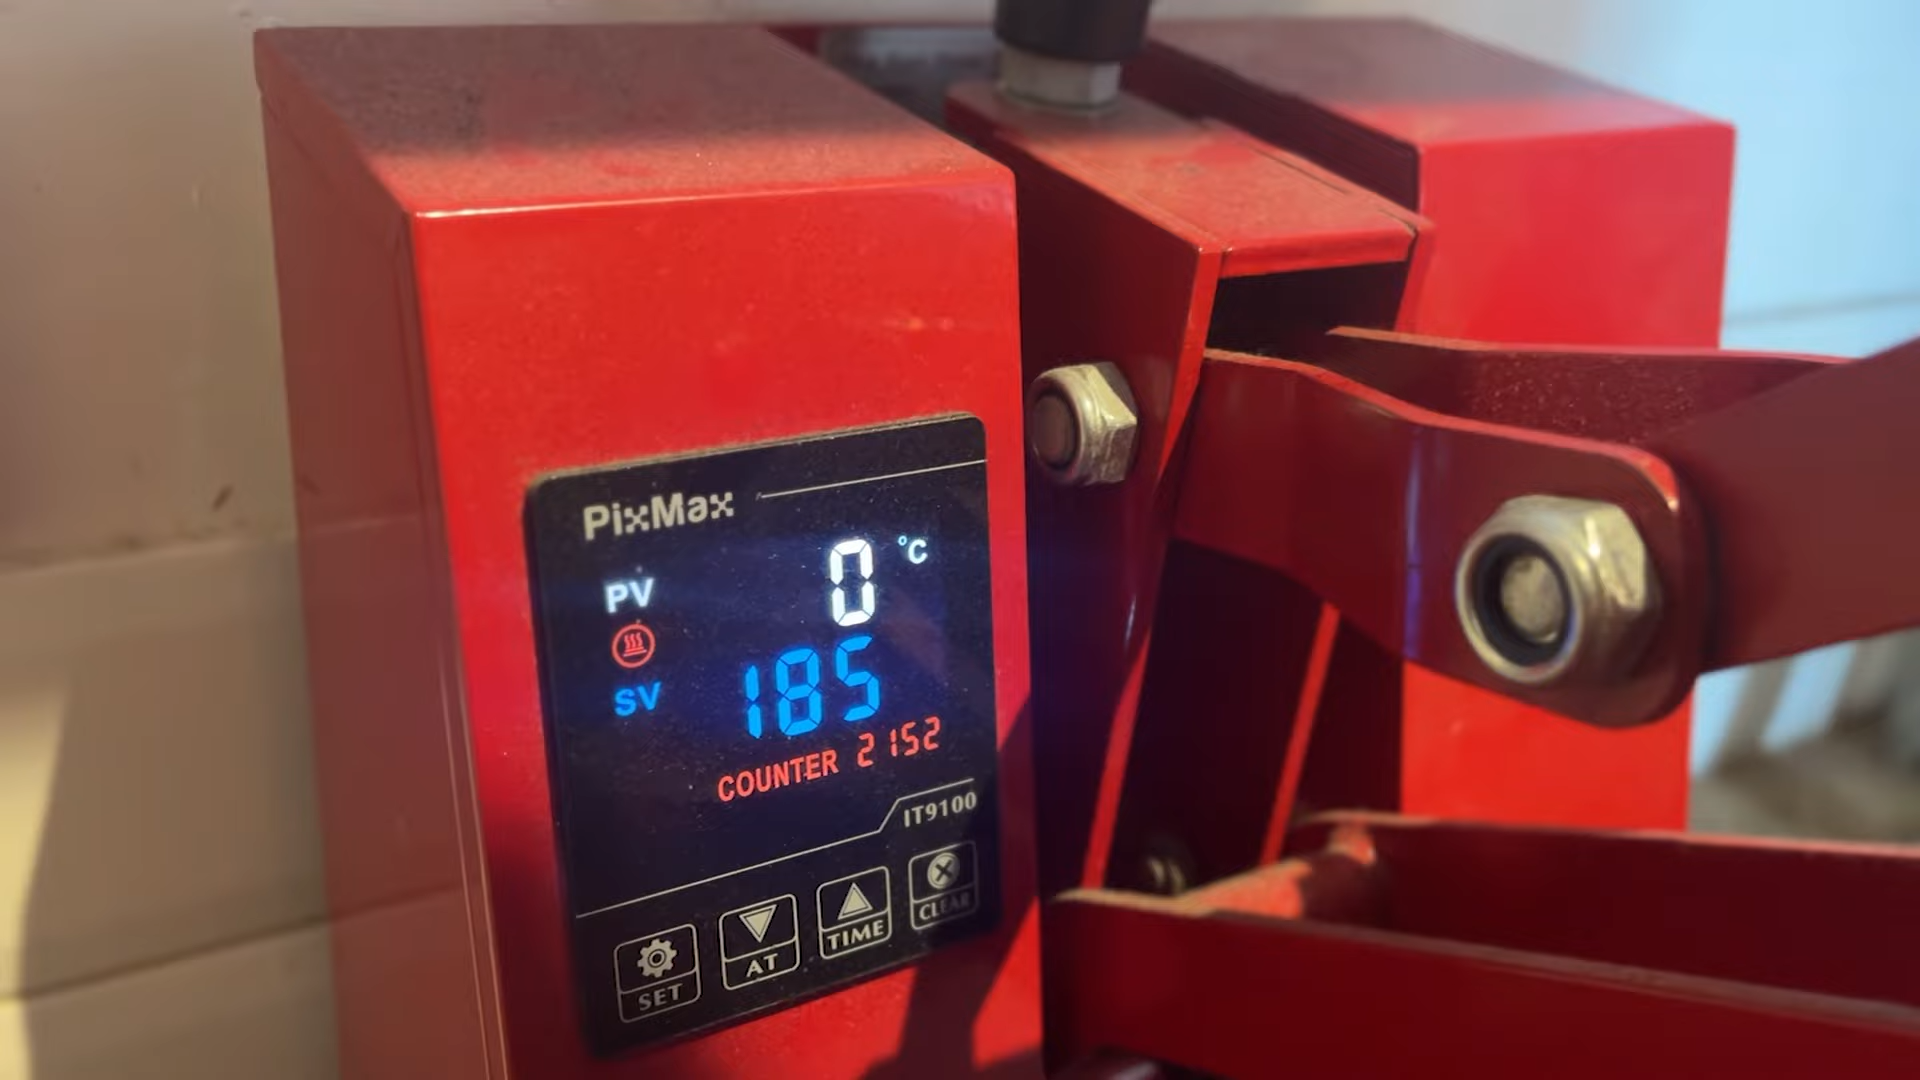 PixMax
PV 0 °C
SV 185
COUNTER 2152
IT9100
SET AT TIME CLEAR